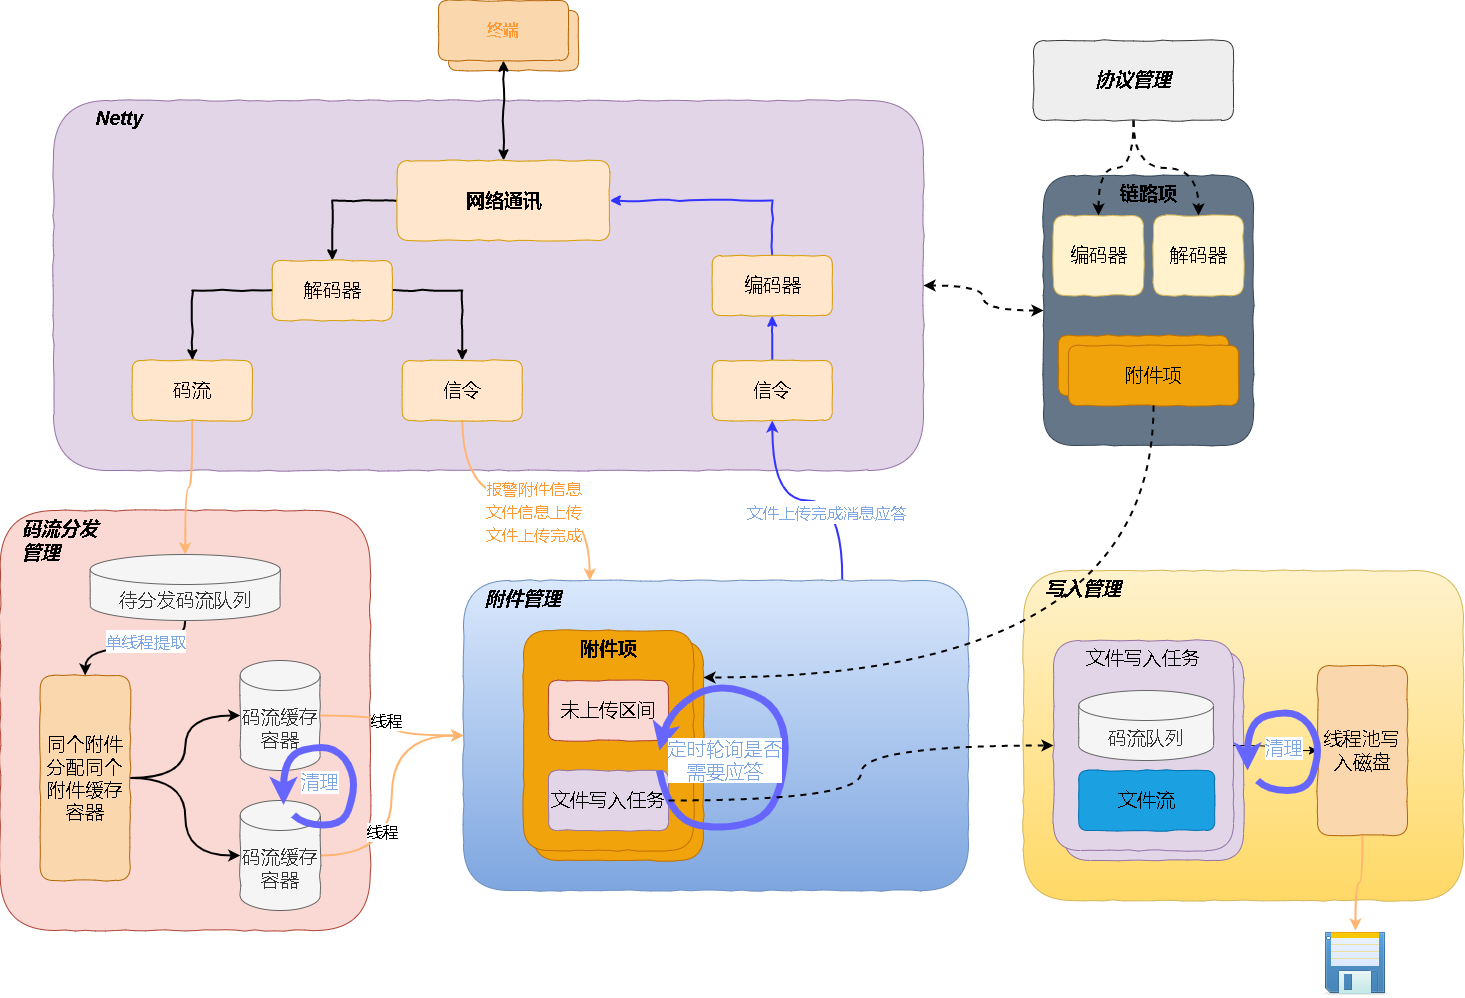 终端
协议管理
Netty
网络通讯
解码器
编码器
码流
信令
信令
链路项
编码器
解码器
附件项
报警附件信息
文件信息上传
文件上传完成
文件上传完成消息应答
码流分发
管理
待分发码流队列
单线程提取
同个附件
分配同个
附件缓存
容器
码流缓存
容器
清理
码流缓存
容器
线程
线程
附件管理
附件项
未上传区间
定时轮询是否
需要应答
文件写入任务
写入管理
文件写入任务
码流队列
文件流
清理
线程池写
入磁盘